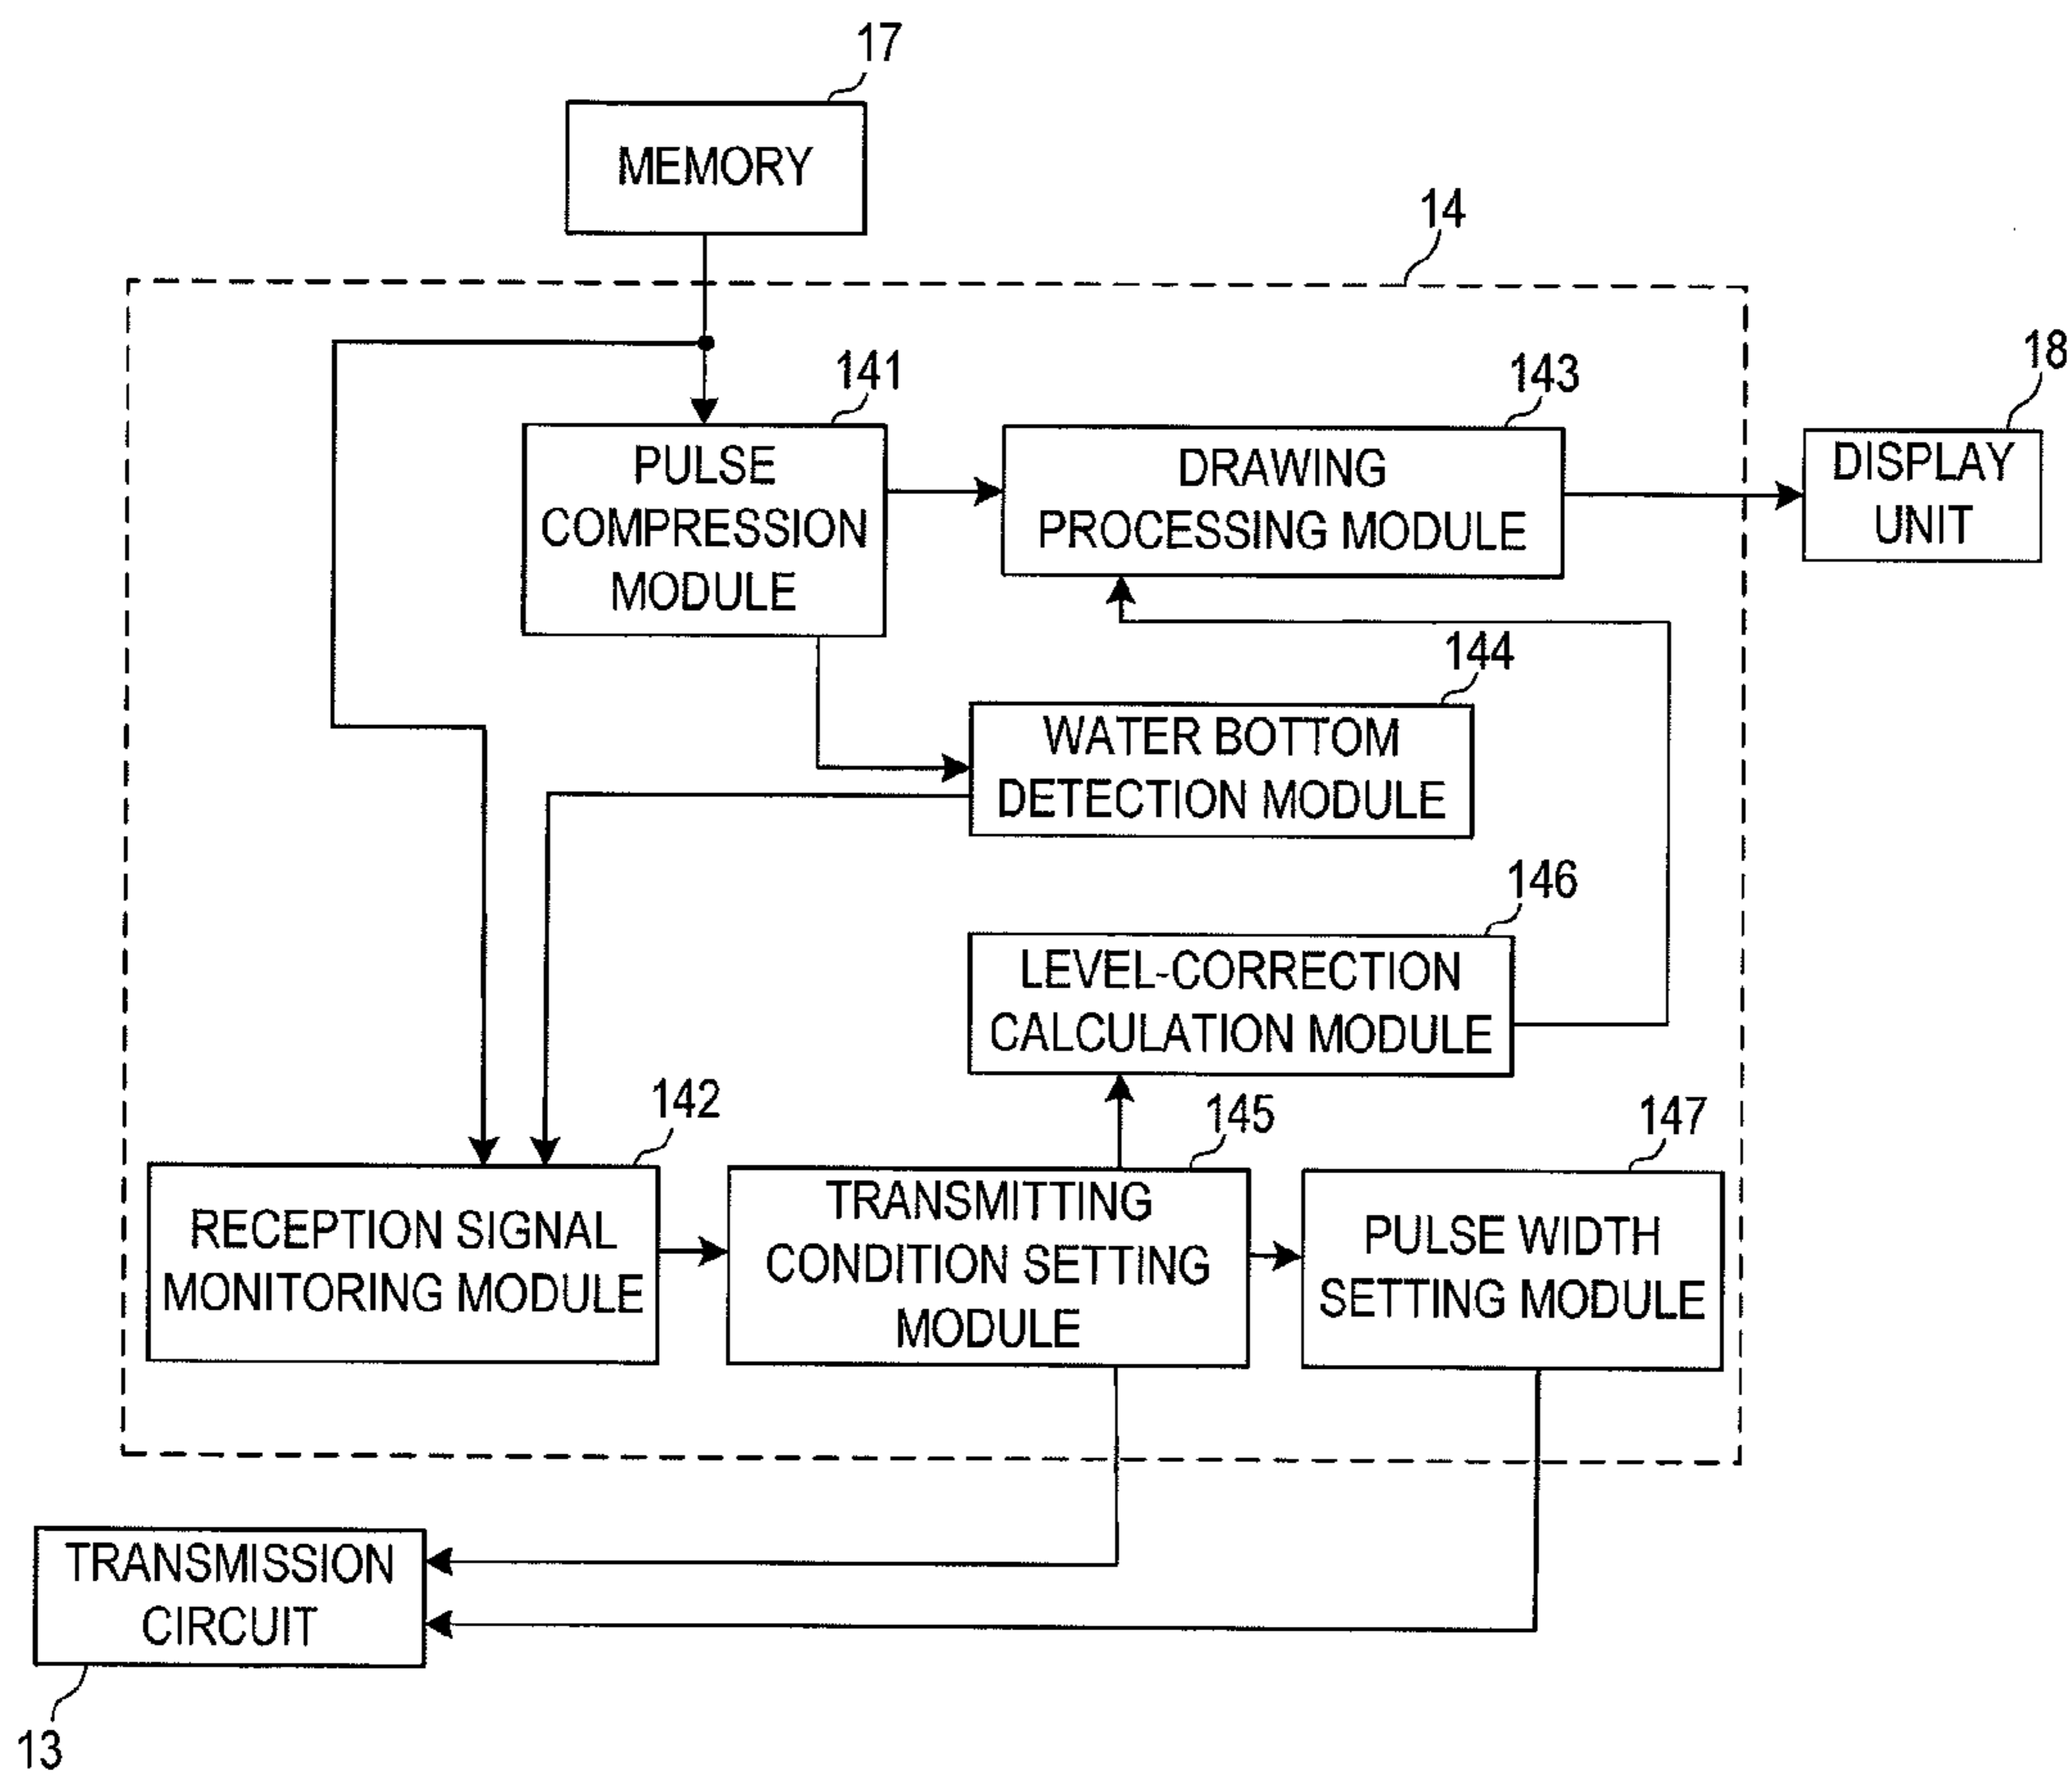 17
MEMORY
14
141
PULSE
COMPRESSION
MODULE
143
DRAWING
PROCESSING MODULE
18
DISPLAY
UNIT
144
WATER BOTTOM
DETECTION MODULE
146
LEVEL-CORRECTION
CALCULATION MODULE
142
RECEPTION SIGNAL
MONITORING MODULE
145
TRANSMITTING
CONDITION SETTING
MODULE
147
PULSE WIDTH
SETTING MODULE
TRANSMISSION
CIRCUIT
13